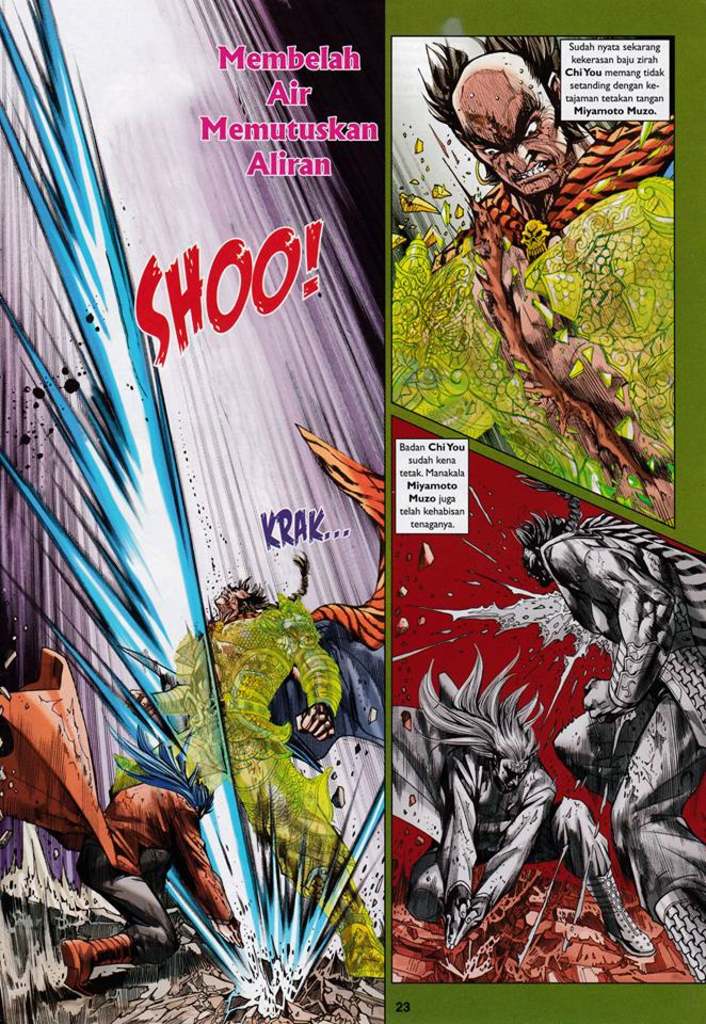 Membelah
Air
Memutuskan
Aliran
SHOO!
KRAK...
Sudah nyata sekarang
kekerasan baju zirah
Chi You memang tidak
setanding dengan ke-
tajaman tetakan tangan
Miyamoto Muzo.
Badan Chi You
sudah kena
tetak. Manakala
Miyamoto
Muzo juga
telah kehabisan
tenaganya.
23